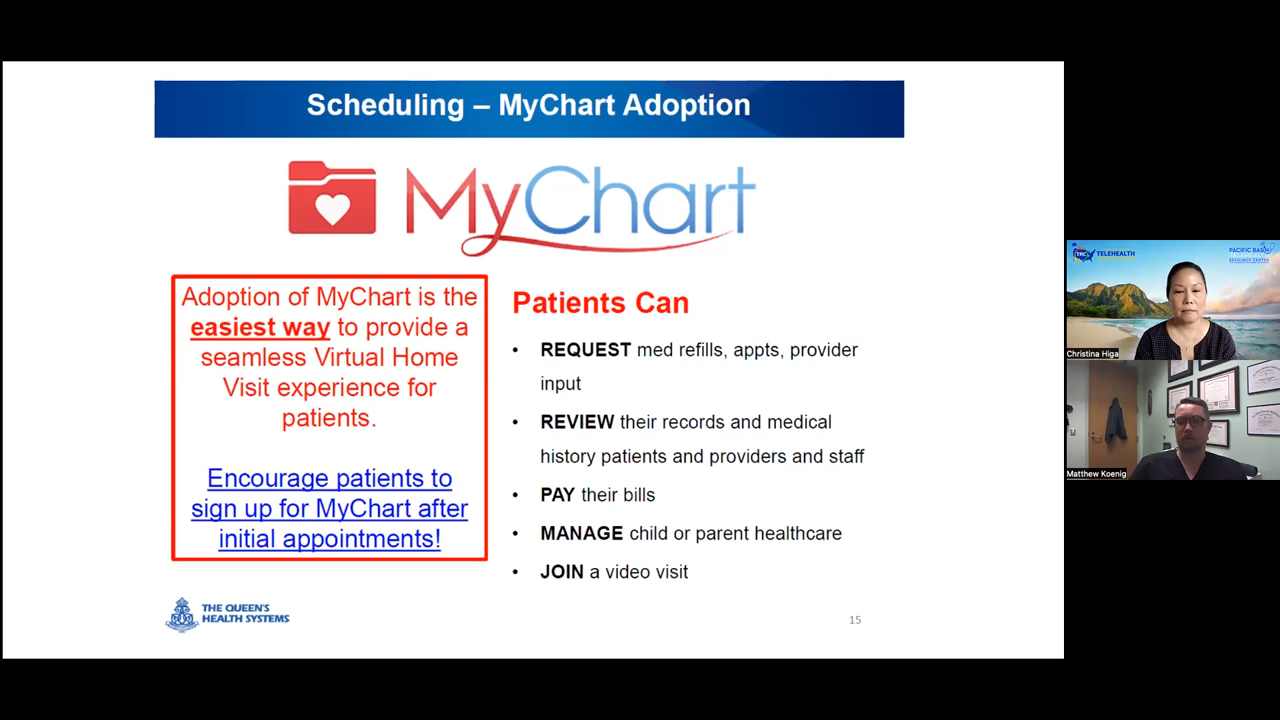 Scheduling – MyChart Adoption
MyChart
Adoption of MyChart is the
easiest way to provide a
seamless Virtual Home
Visit experience for
patients.
Encourage patients to
sign up for MyChart after
initial appointments!
Patients Can
• REQUEST med refills, appts, provider
input
• REVIEW their records and medical
history patients and providers and staff
• PAY their bills
• MANAGE child or parent healthcare
• JOIN a video visit
THE QUEEN'S
HEALTH SYSTEMS
15
TELEHEALTH
PACIFIC BASIN
RESOURCE CENTER
Christina Higa
Matthew Koenig